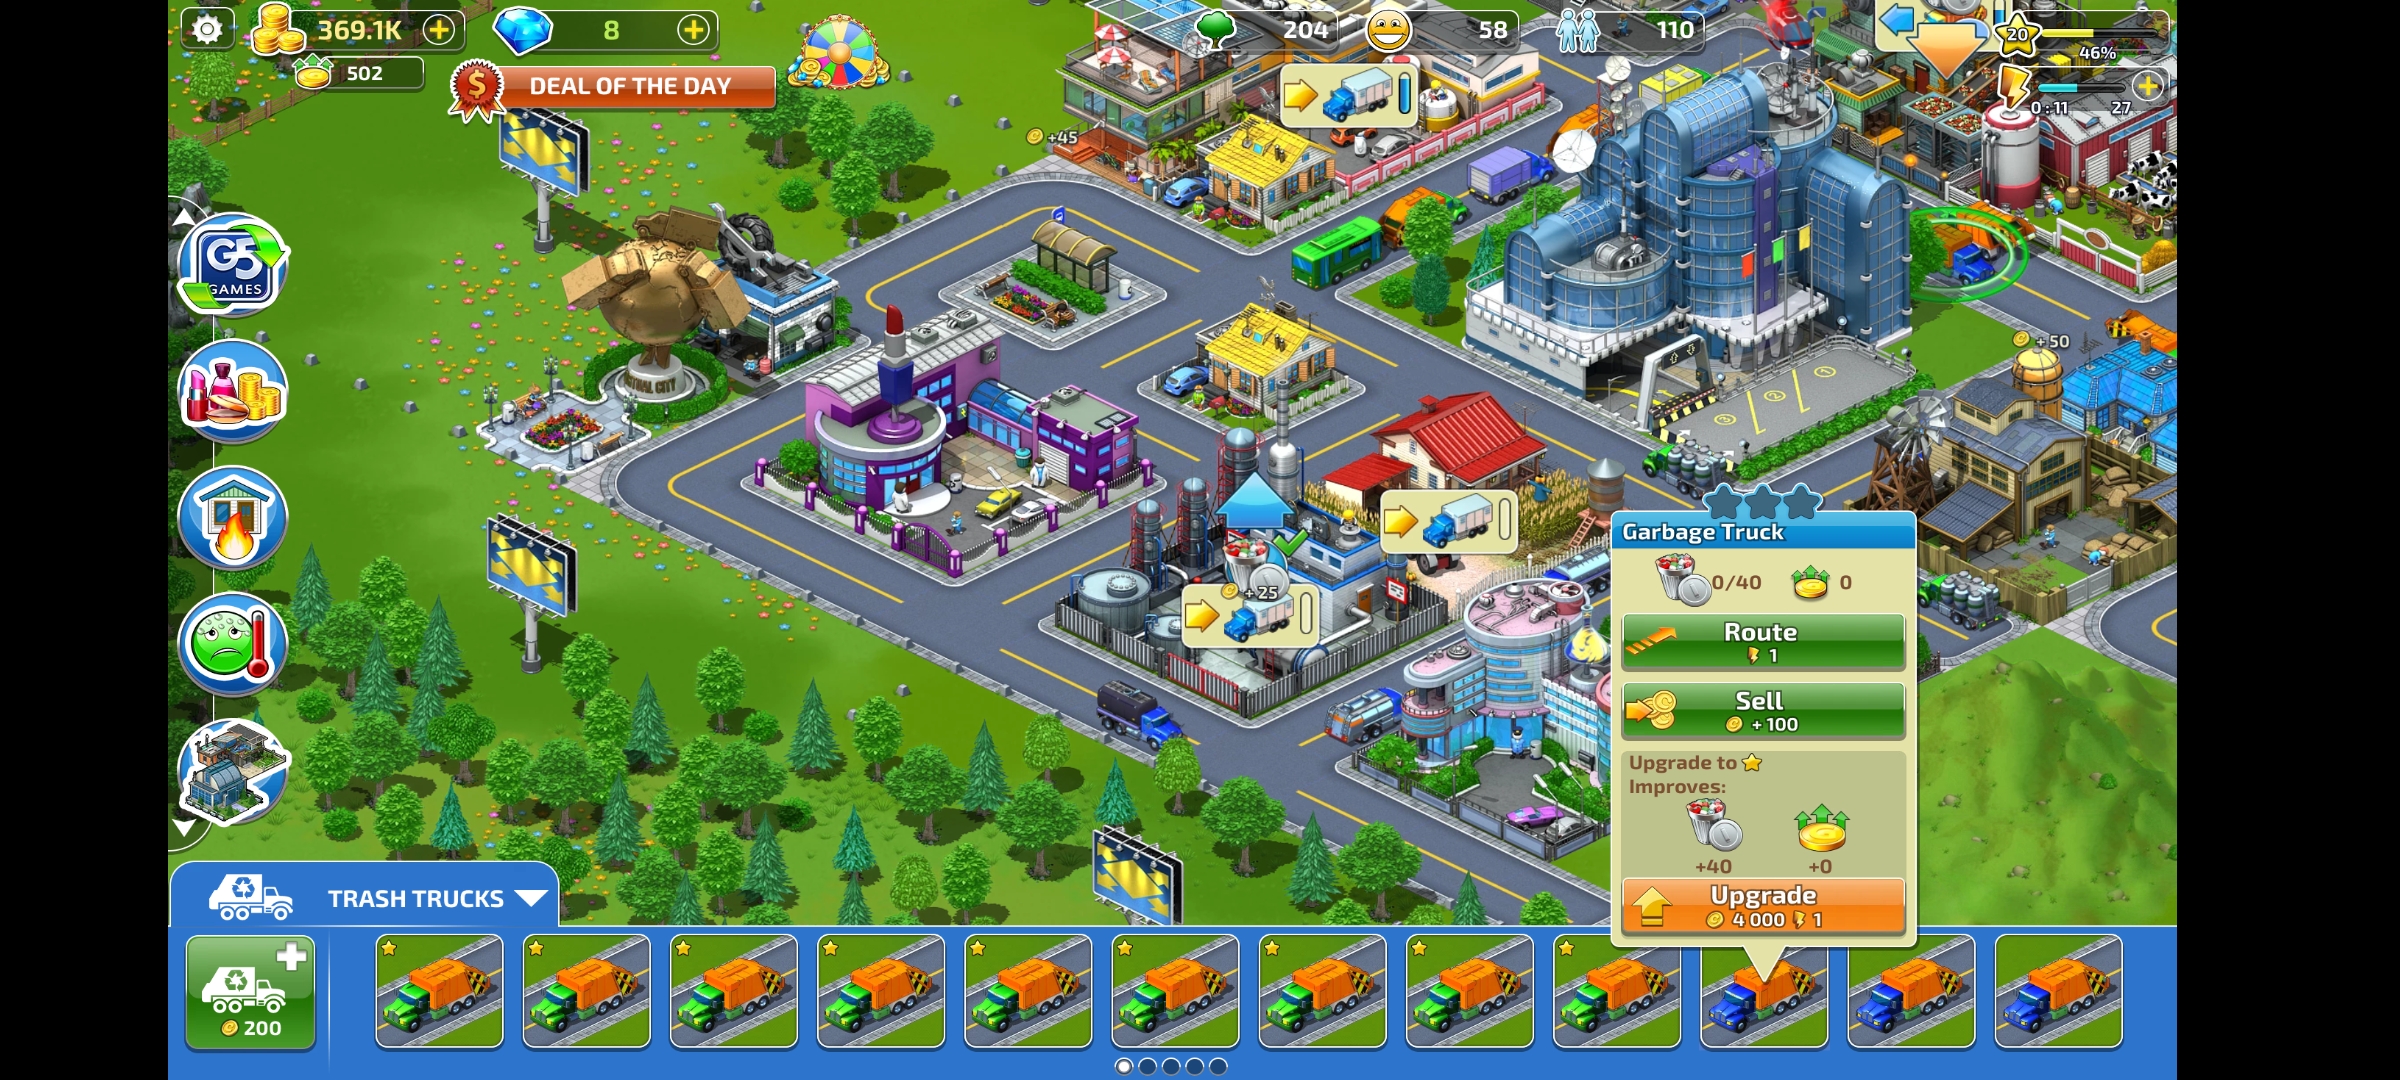 369.1K
8
204
58
110
20
46%
502
DEAL OF THE DAY
0:11
27
+45
G5
GAMES
+50
+25
Garbage Truck
0/40
0
Route
1
Sell
+100
Upgrade to
Improves:
+40
+0
Upgrade
4 000
1
TRASH TRUCKS
200